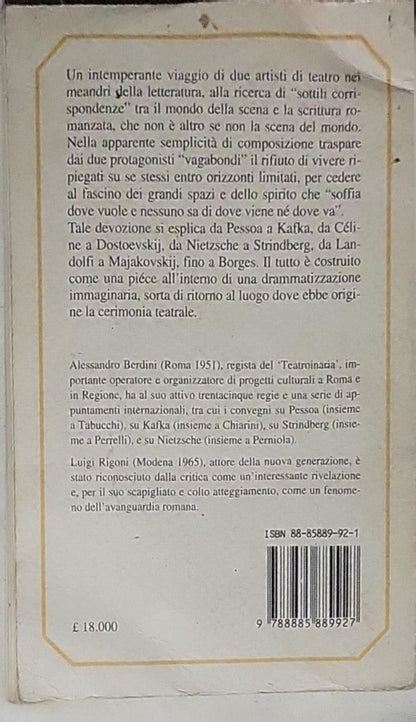 Un intemperante viaggio di due artisti di teatro nei
meandri della letteratura, alla ricerca di "sottili corri-
spondenze" tra il mondo della scena e la scrittura ro-
manzata, che non è altro se non la scena del mondo.
Nella apparente semplicità di composizione traspare
dai due protagonisti "vagabondi" il rifiuto di vivere ri-
piegati su se stessi entro orizzonti limitati, per cedere
al fascino dei grandi spazi e dello spirito che "soffia
dove vuole e nessuno sa di dove viene né dove va".
Tale devozione si esplica da Pessoa a Kafka, da Céli-
ne a Dostoevskij, da Nietzsche a Strindberg, da Lan-
dolfi a Majakovskij, fino a Borges. Il tutto è costruito
come una piéce all'interno di una drammatizzazione
immaginaria, sorta di ritorno al luogo dove ebbe origi-
ne la cerimonia teatrale.
Alessandro Berdini (Roma 1951), regista del 'Teatroinaria', im-
portante operatore e organizzatore di progetti culturali a Roma e
in Regione, ha al suo attivo trentacinque regie e una serie di ap-
puntamenti internazionali, tra cui i convegni su Pessoa (insieme
a Tabucchi), su Kafka (insieme a Chiarini), su Strindberg (insie-
me a Perrelli), e su Nietzsche (insieme a Perniola).
Luigi Rigoni (Modena 1965), attore della nuova generazione, è
stato riconosciuto dalla critica come un'interessante rivelazione
e, per il suo scapigliato e colto atteggiamento, come un fenome-
no dell'avanguardia romana.
ISBN 88-85889-92-1
9 788885 889927
£ 18.000